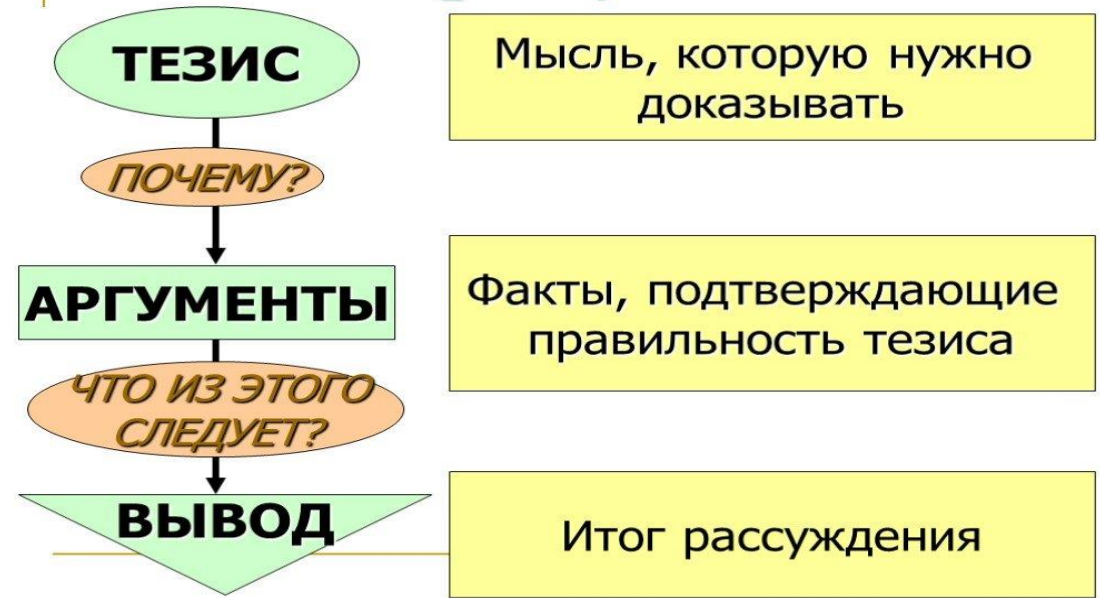 ТЕЗИС
Мысль, которую нужно
доказывать
ПОЧЕМУ?
АРГУМЕНТЫ
Факты, подтверждающие
правильность тезиса
ЧТО ИЗ ЭТОГО
СЛЕДУЕТ?
ВЫВОД
Итог рассуждения